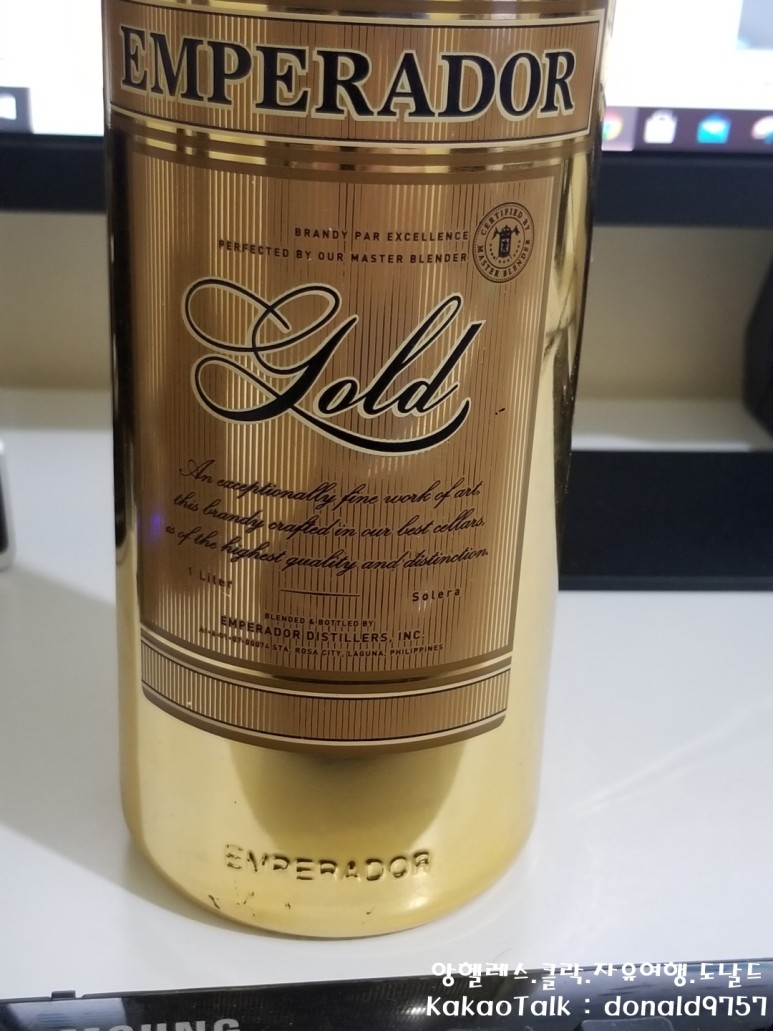 EMPERADOR
BRANDY PAR EXCELLENCE
PERFECTED BY OUR MASTER BLENDER
CERTIFIED BY
MASTER BLENDER
Gold
An exceptionally fine work of art,
this brandy crafted in our best cellars,
is of the highest quality and distinction.
1 Liter
Solera
BLENDED & BOTTLED BY
EMPERADOR DISTILLERS, INC.
STA. ROSA CITY, LAGUNA, PHILIPPINES
EMPERADOR
앙헬레스.클락.자유여행.도날드
KakaoTalk : donald9757